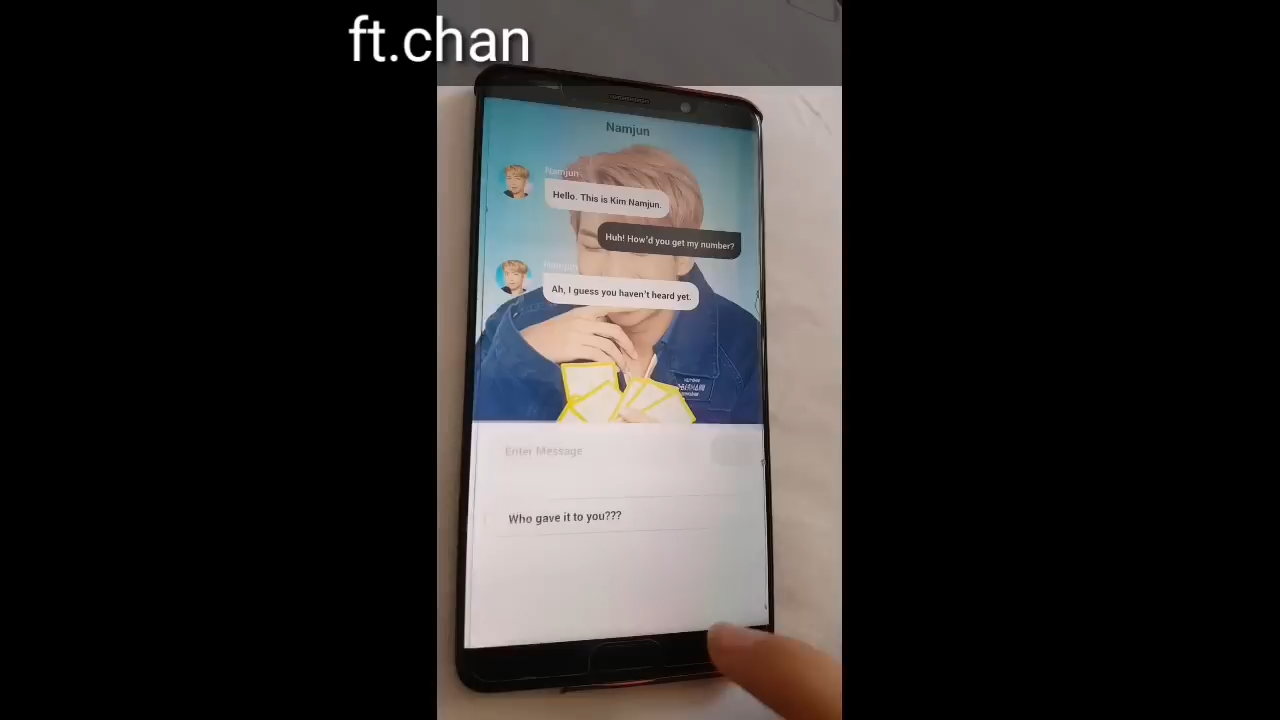 ft.chan
Namjun
Namjun
Hello. This is Kim Namjun.
Huh! How'd you get my number?
Namjun
Ah, I guess you haven't heard yet.
Enter Message
Who gave it to you???